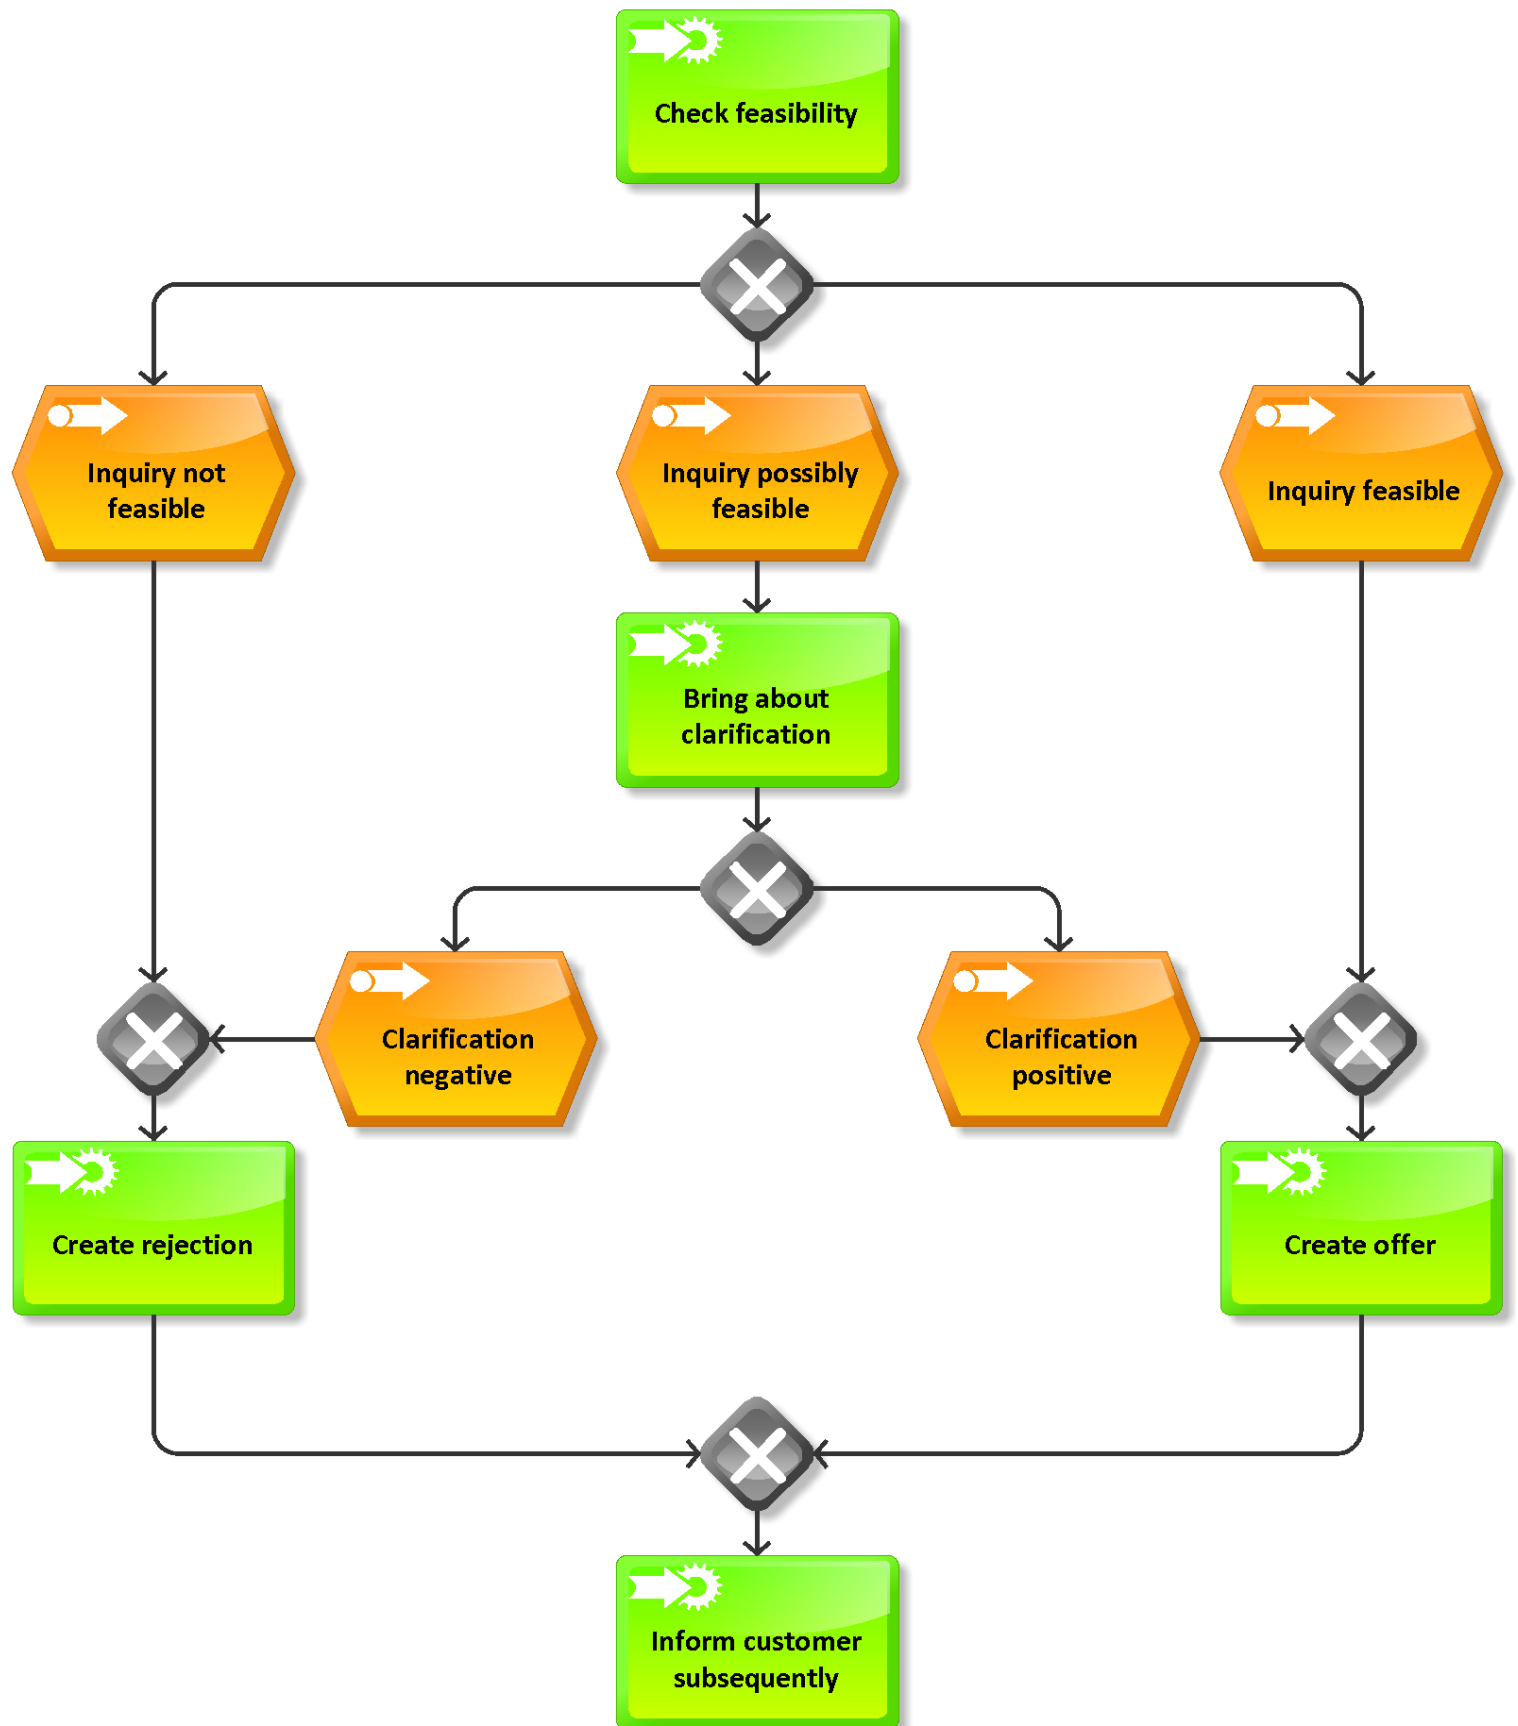 Check feasibility
Inquiry not
feasible
Inquiry possibly
feasible
Inquiry feasible
Bring about
clarification
Clarification
negative
Clarification
positive
Create rejection
Create offer
Inform customer
subsequently